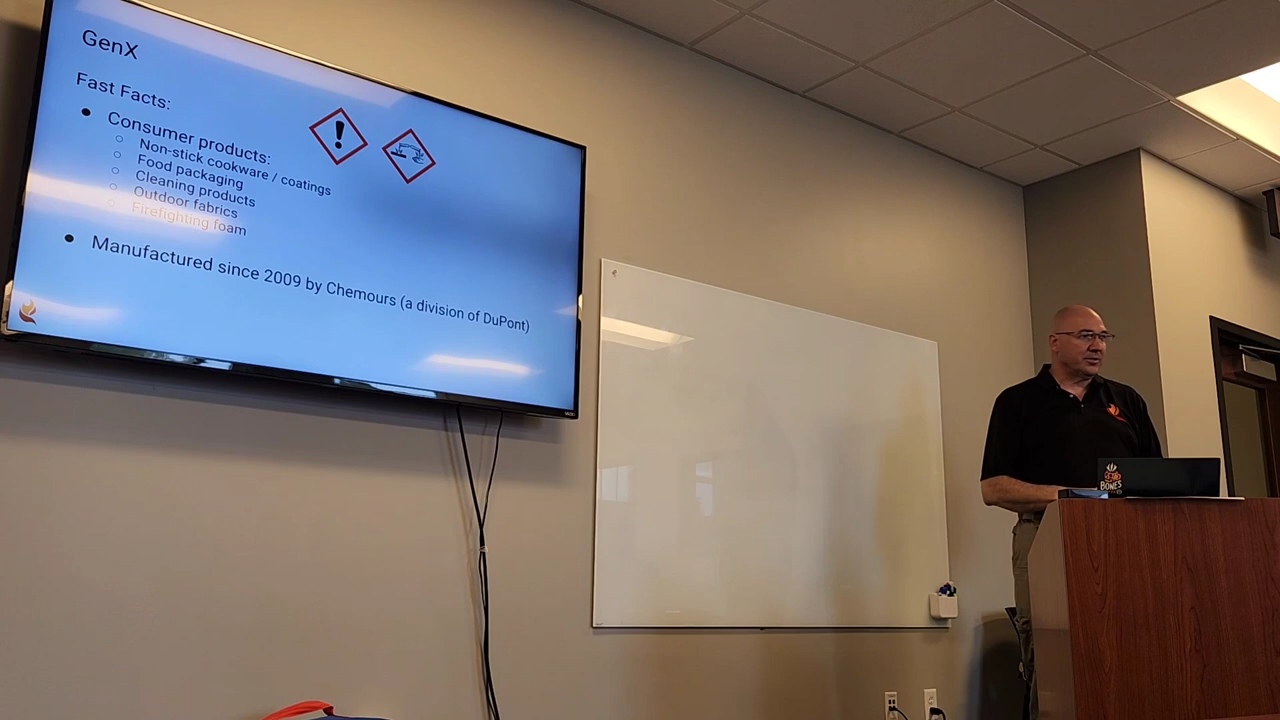 GenX
Fast Facts:
● Consumer products:
○ Non-stick cookware / coatings
○ Food packaging
○ Cleaning products
○ Outdoor fabrics
○ Firefighting foam
● Manufactured since 2009 by Chemours (a division of DuPont)
BONES